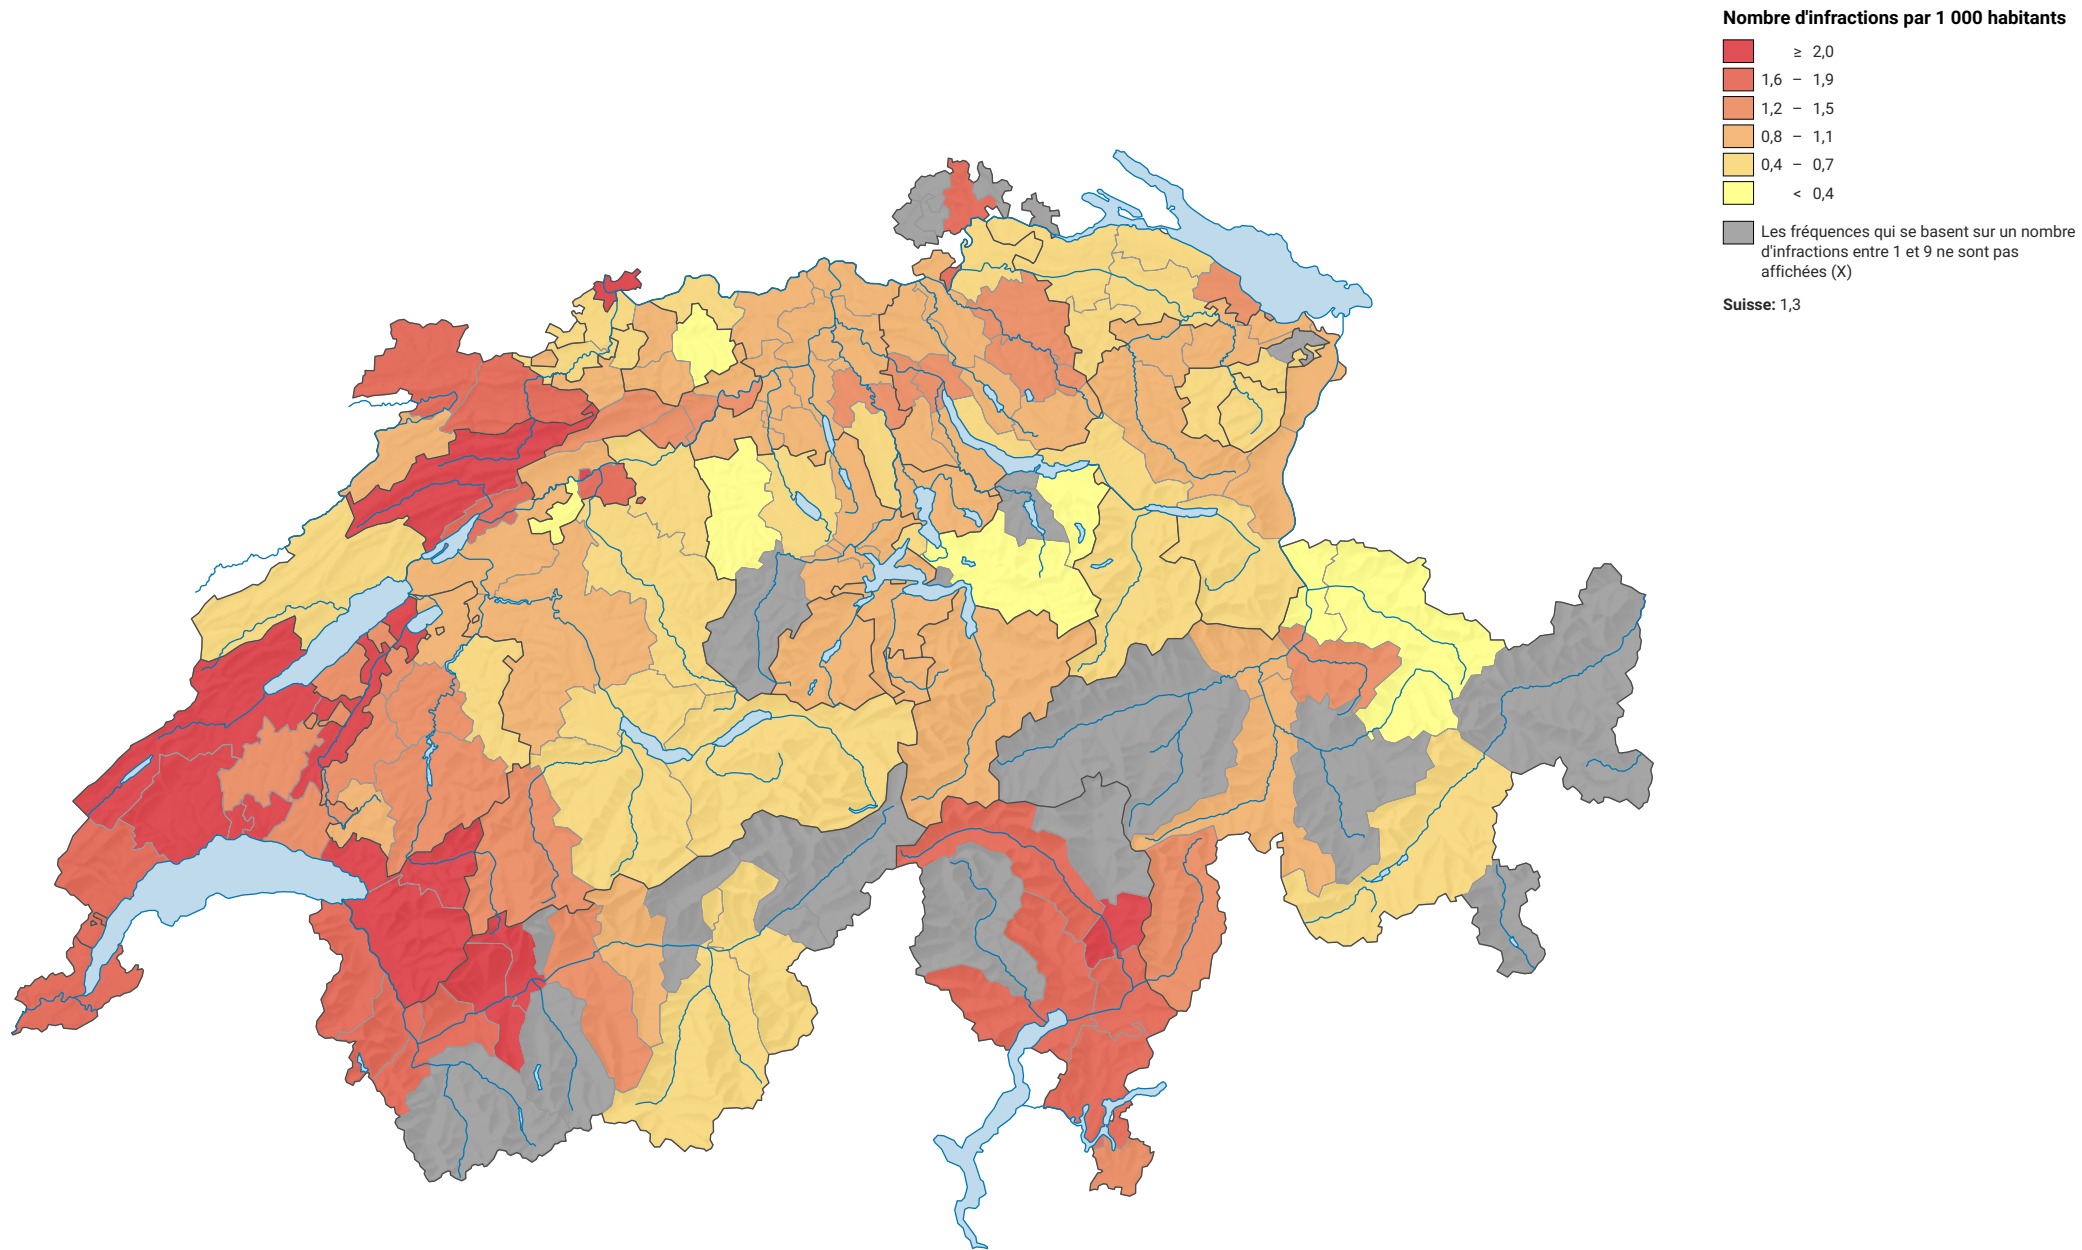 Nombre d'infractions par 1 000 habitants
≥ 2,0
1,6 – 1,9
1,2 – 1,5
0,8 – 1,1
0,4 – 0,7
< 0,4
Les fréquences qui se basent sur un nombre
d'infractions entre 1 et 9 ne sont pas
affichées (X)
Suisse: 1,3